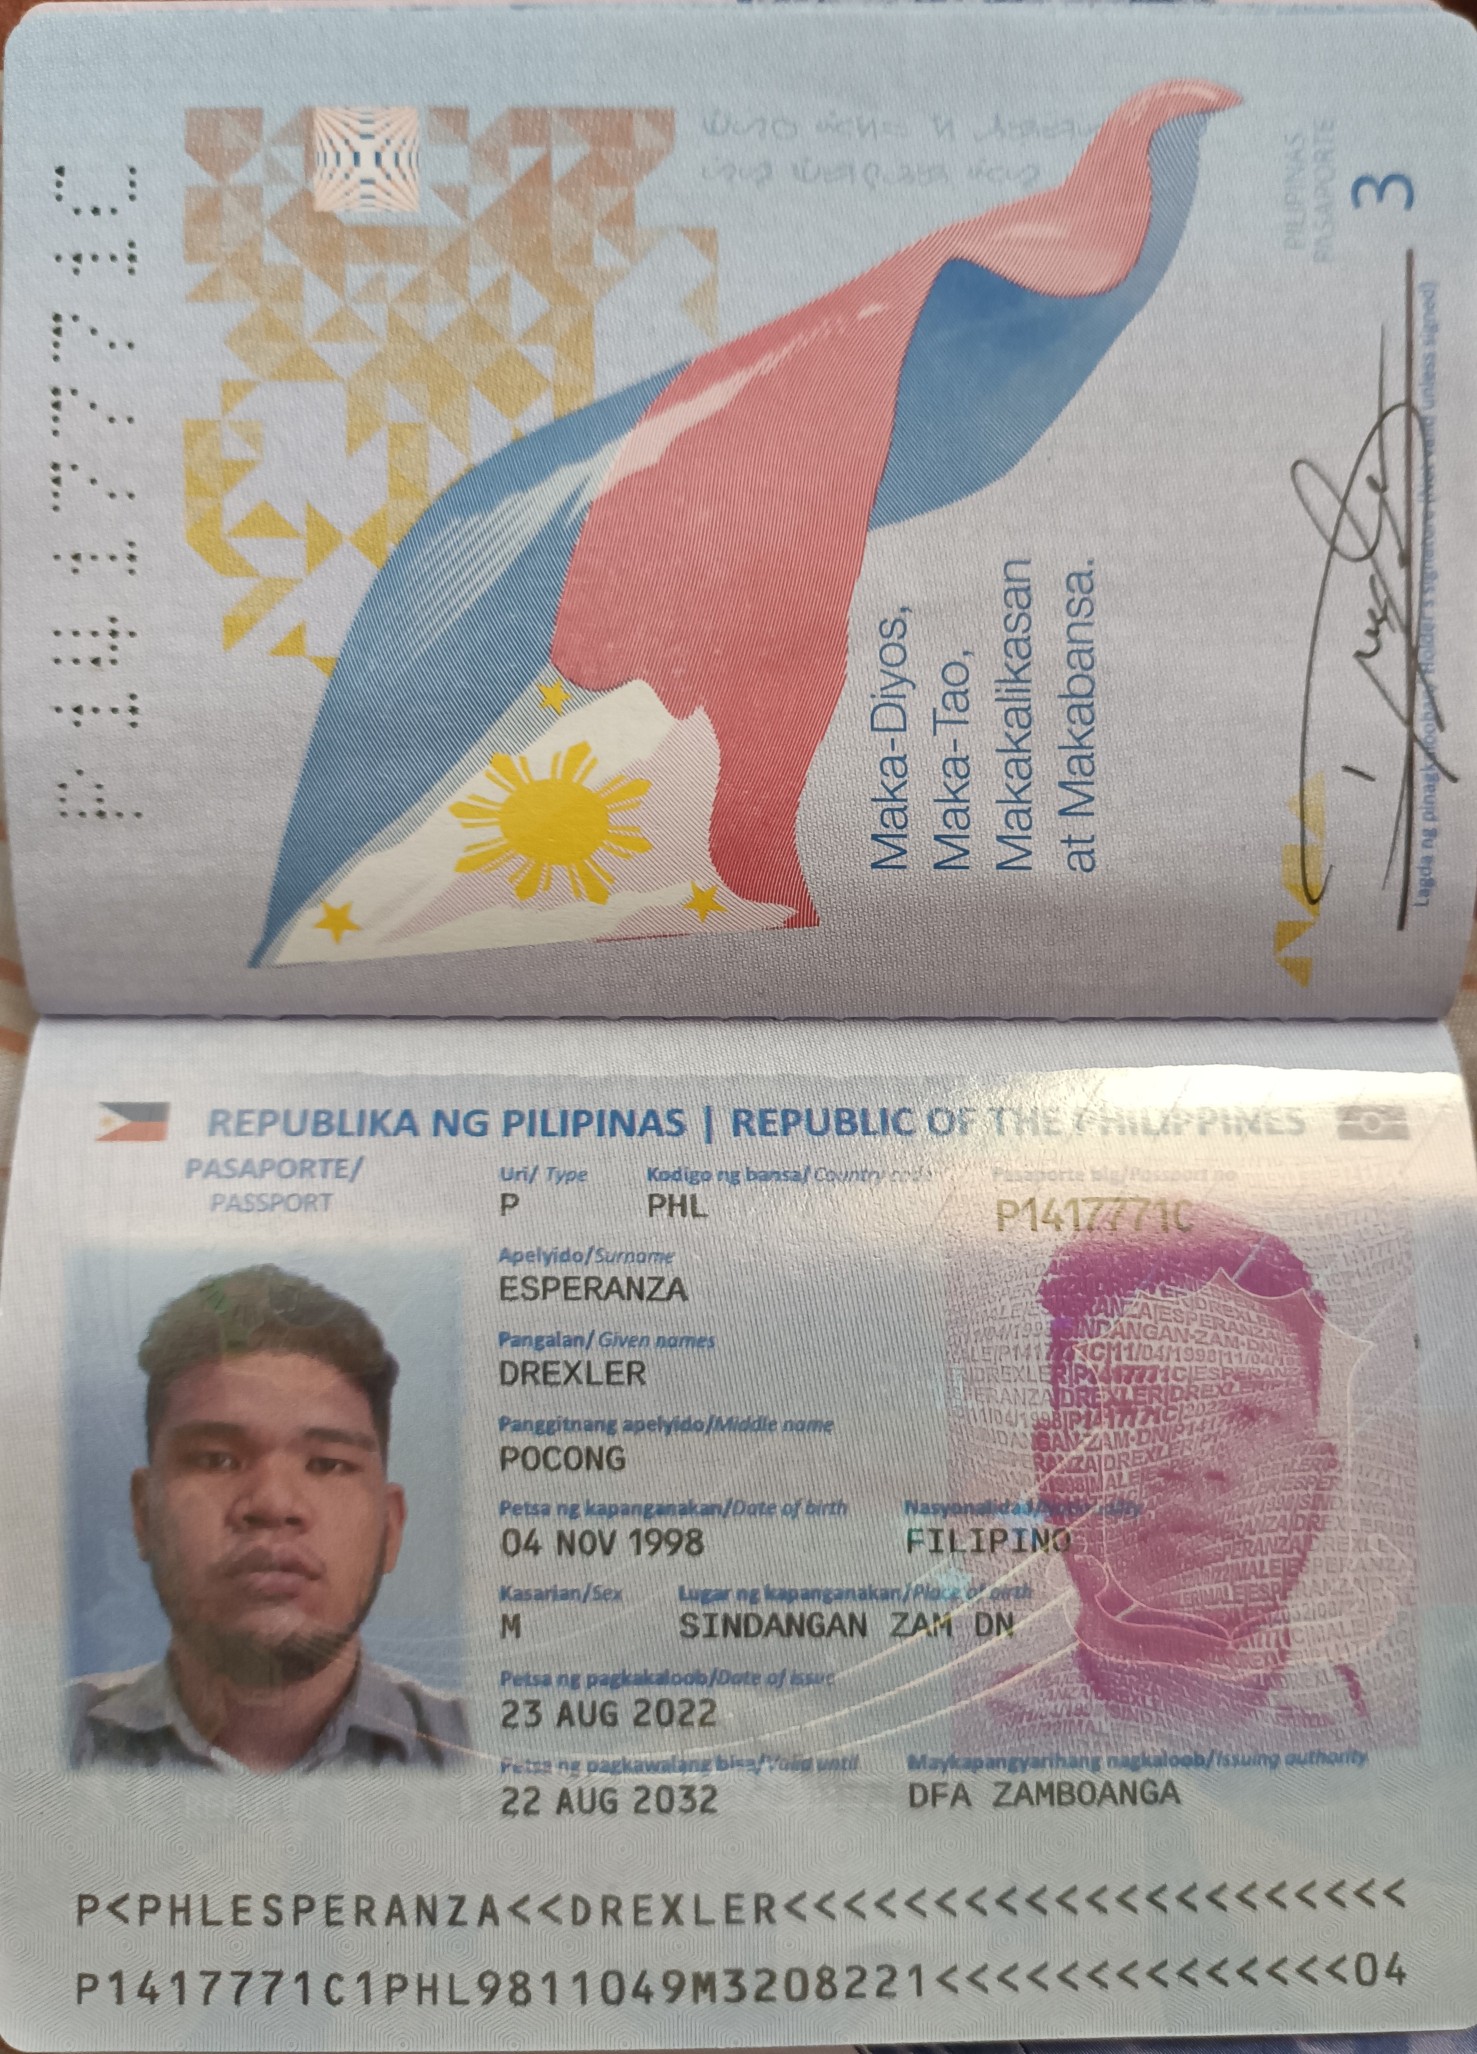 P1417771C
PILIPINAS
PASAPORTE
3
Maka-Diyos,
Maka-Tao,
Makakalikasan
at Makabansa.
Lagda ng pinagkalooban / Holder's signature (Not valid unless signed)
REPUBLIKA NG PILIPINAS | REPUBLIC OF THE PHILIPPINES
PASAPORTE/
PASSPORT
Uri/ Type
Kodigo ng bansa/ Country code
Pasaporte blg/Passport no
P
PHL
P1417771C
Apelyido/Surname
ESPERANZA
Pangalan/ Given names
DREXLER
Panggitnang apelyido/Middle name
POCONG
Petsa ng kapanganakan/Date of birth
Nasyonalidad/Nationality
04 NOV 1998
FILIPINO
Kasarian/Sex
Lugar ng kapanganakan/Place of birth
M
SINDANGAN ZAM DN
Petsa ng pagkakaloob/Date of issue
23 AUG 2022
Petsa ng pagkawalang bisa/Valid until
Maykapangyarihang nagkaloob/Issuing authority
22 AUG 2032
DFA ZAMBOANGA
P<PHLESPERANZA<<DREXLER<<<<<<<<<<<<<<<<<<<<<
P1417771C1PHL9811049M3208221<<<<<<<<<<<<<<04